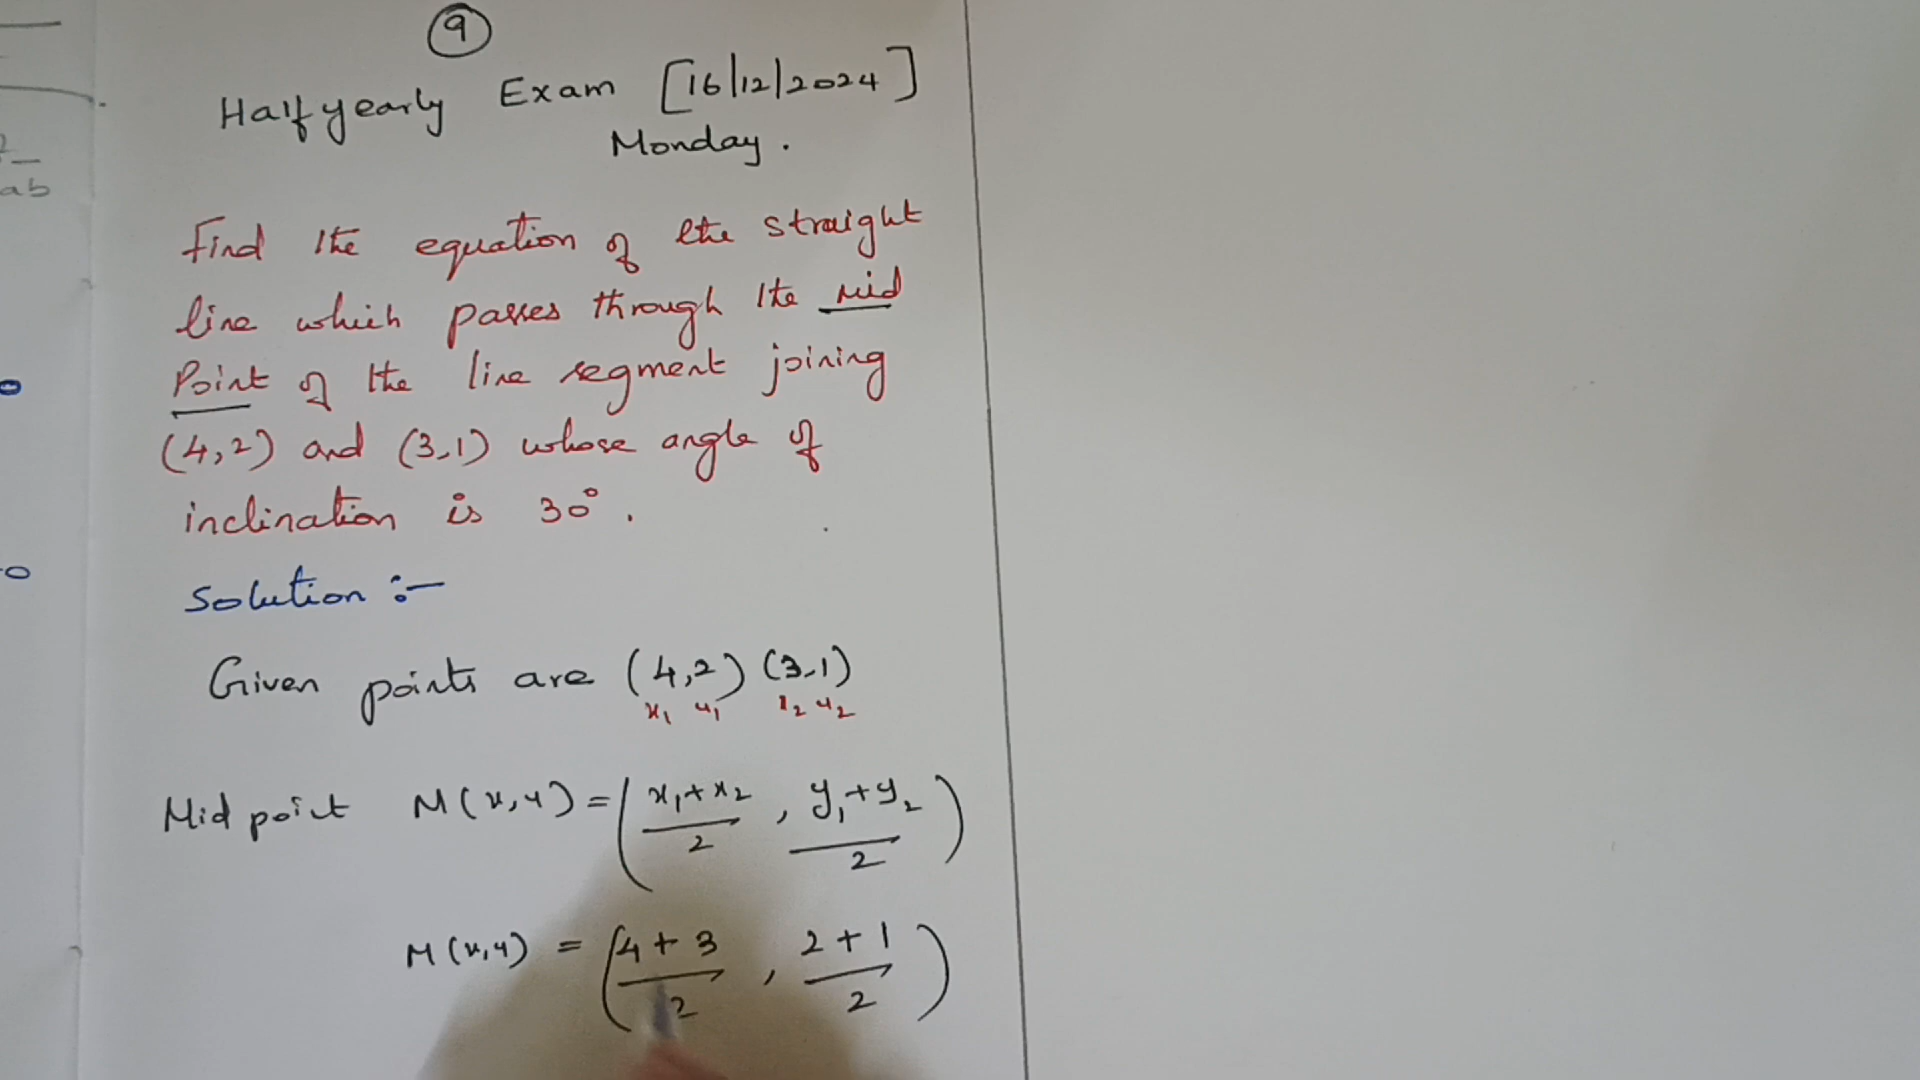 9
Half yearly Exam [16/12/2024]
Monday.
Find the equation of the straight
line which passes through the mid
Point of the line segment joining
(4,2) and (3,1) whose angle of
inclination is 30°.
Solution :-
Given points are (4,2) (3,1)
x₁ y₁ x₂ y₂
Mid point M(x,y) = (x₁+x₂/2 , y₁+y₂/2)
M(x,y) = (4+3/2 , 2+1/2)
ab